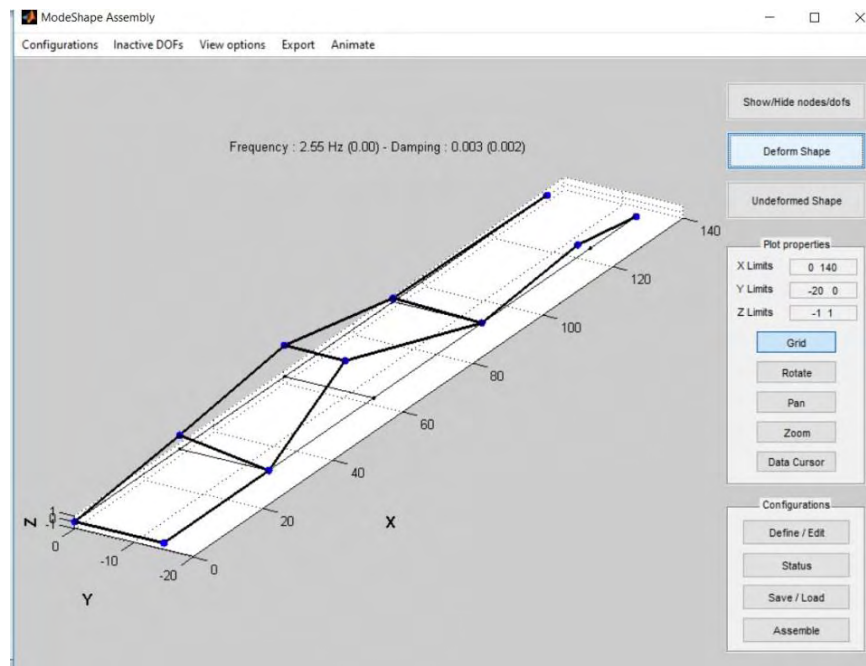 ModeShape Assembly
Configurations Inactive DOFs View options Export Animate
Show/Hide nodes/dofs
Frequency : 2.55 Hz (0.00) - Damping : 0.003 (0.002)
Deform Shape
Undeformed Shape
140
120
100
80
60
40
20
0
Plot properties
X Limits 0 140
Y Limits -20 0
Z Limits -1 1
Grid
Rotate
Pan
Zoom
Data Cursor
Z
1
0
-1
0
-10
-20
X
Y
Configurations
Define / Edit
Status
Save / Load
Assemble